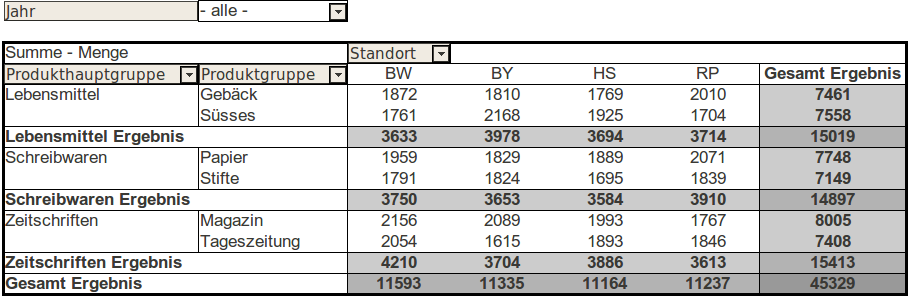 Jahr - alle -
Summe - Menge Standort
Produkthauptgruppe Produktgruppe BW BY HS RP Gesamt Ergebnis
Lebensmittel Gebäck 1872 1810 1769 2010 7461
Süsses 1761 2168 1925 1704 7558
Lebensmittel Ergebnis 3633 3978 3694 3714 15019
Schreibwaren Papier 1959 1829 1889 2071 7748
Stifte 1791 1824 1695 1839 7149
Schreibwaren Ergebnis 3750 3653 3584 3910 14897
Zeitschriften Magazin 2156 2089 1993 1767 8005
Tageszeitung 2054 1615 1893 1846 7408
Zeitschriften Ergebnis 4210 3704 3886 3613 15413
Gesamt Ergebnis 11593 11335 11164 11237 45329